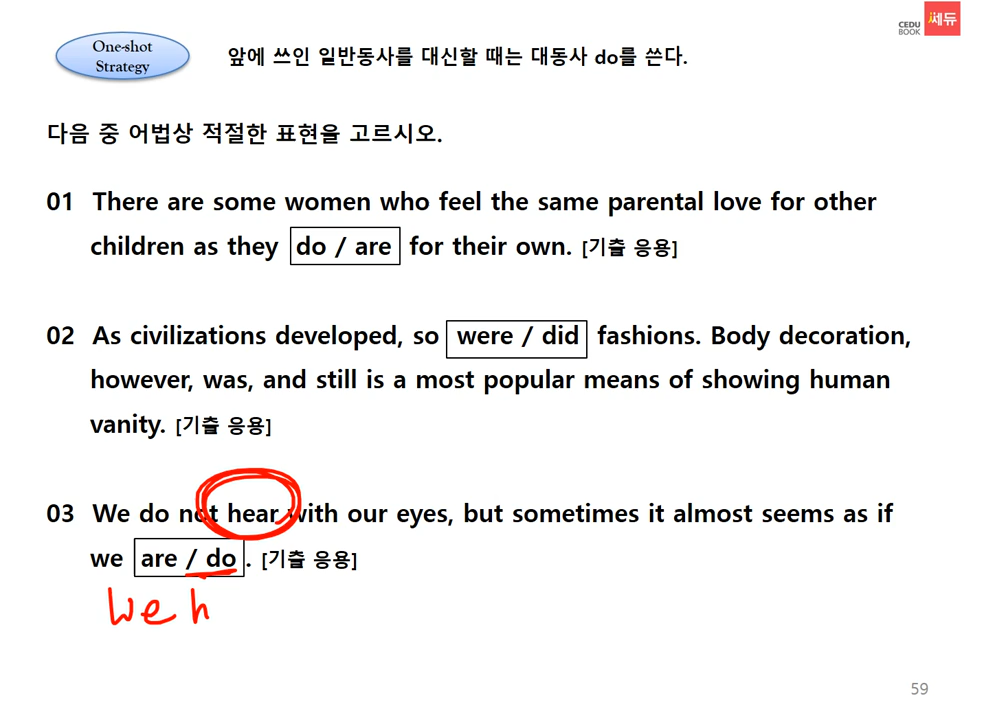 One-shot
Strategy
앞에 쓰인 일반동사를 대신할 때는 대동사 do를 쓴다.
CEDU
BOOK
쎄듀
다음 중 어법상 적절한 표현을 고르시오.
01 There are some women who feel the same parental love for other
children as they do / are for their own. [기출 응용]
02 As civilizations developed, so were / did fashions. Body decoration,
however, was, and still is a most popular means of showing human
vanity. [기출 응용]
03 We do not hear with our eyes, but sometimes it almost seems as if
we are / do . [기출 응용]
We h
59